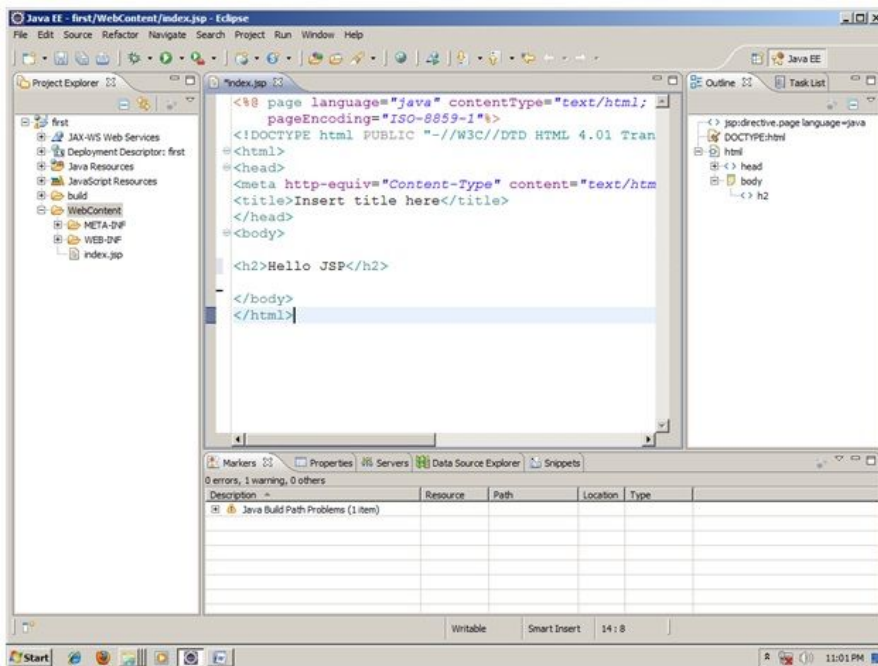 Java EE - first/WebContent/index.jsp - Eclipse
File Edit Source Refactor Navigate Search Project Run Window Help
Java EE
Project Explorer
first
JAX-WS Web Services
Deployment Descriptor: first
Java Resources
JavaScript Resources
build
WebContent
META-INF
WEB-INF
index.jsp
*index.jsp
<%@ page language="java" contentType="text/html;
pageEncoding="ISO-8859-1"%>
<!DOCTYPE html PUBLIC "-//W3C//DTD HTML 4.01 Tran
<html>
<head>
<meta http-equiv="Content-Type" content="text/htm
<title>Insert title here</title>
</head>
<body>
<h2>Hello JSP</h2>
</body>
</html>
Outline Task List
jsp:directive.page language=java
DOCTYPE:html
html
head
body
h2
Markers Properties Servers Data Source Explorer Snippets
0 errors, 1 warning, 0 others
Description Resource Path Location Type
Java Build Path Problems (1 item)
Writable Smart Insert 14 : 8
Start 11:01 PM